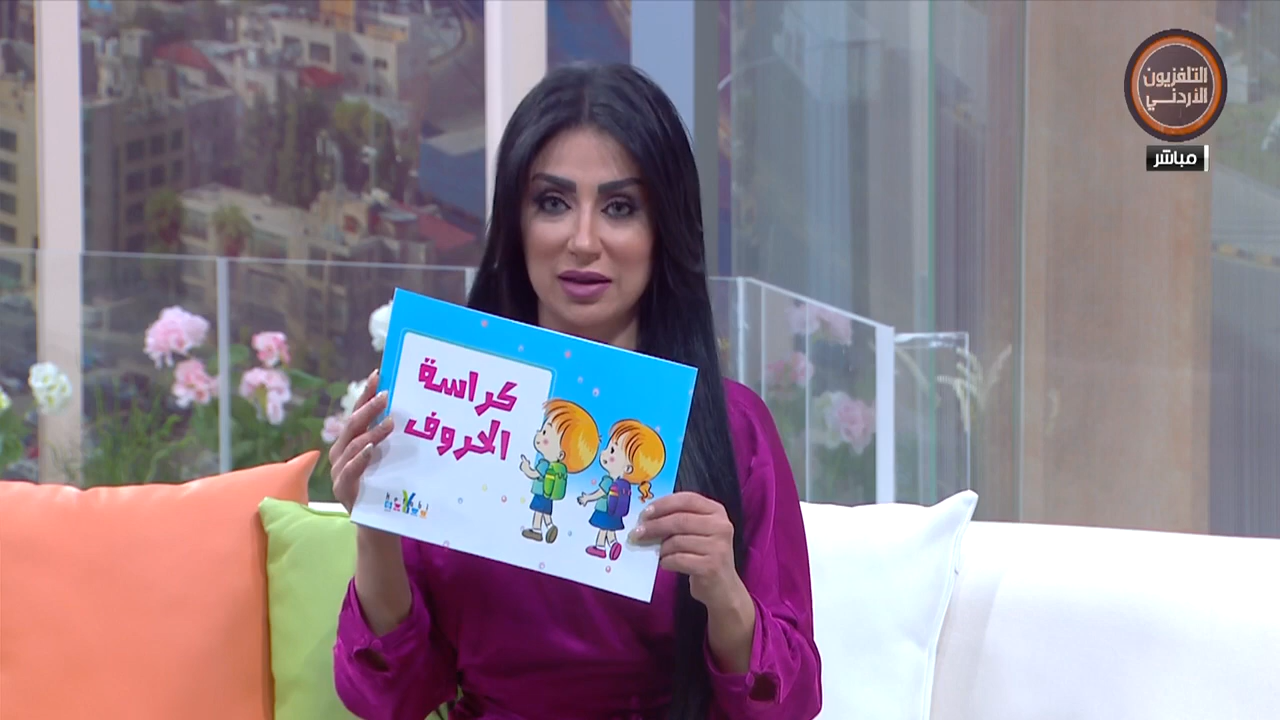 التلفزيون
الأردني
مباشر
كراسة
الحروف